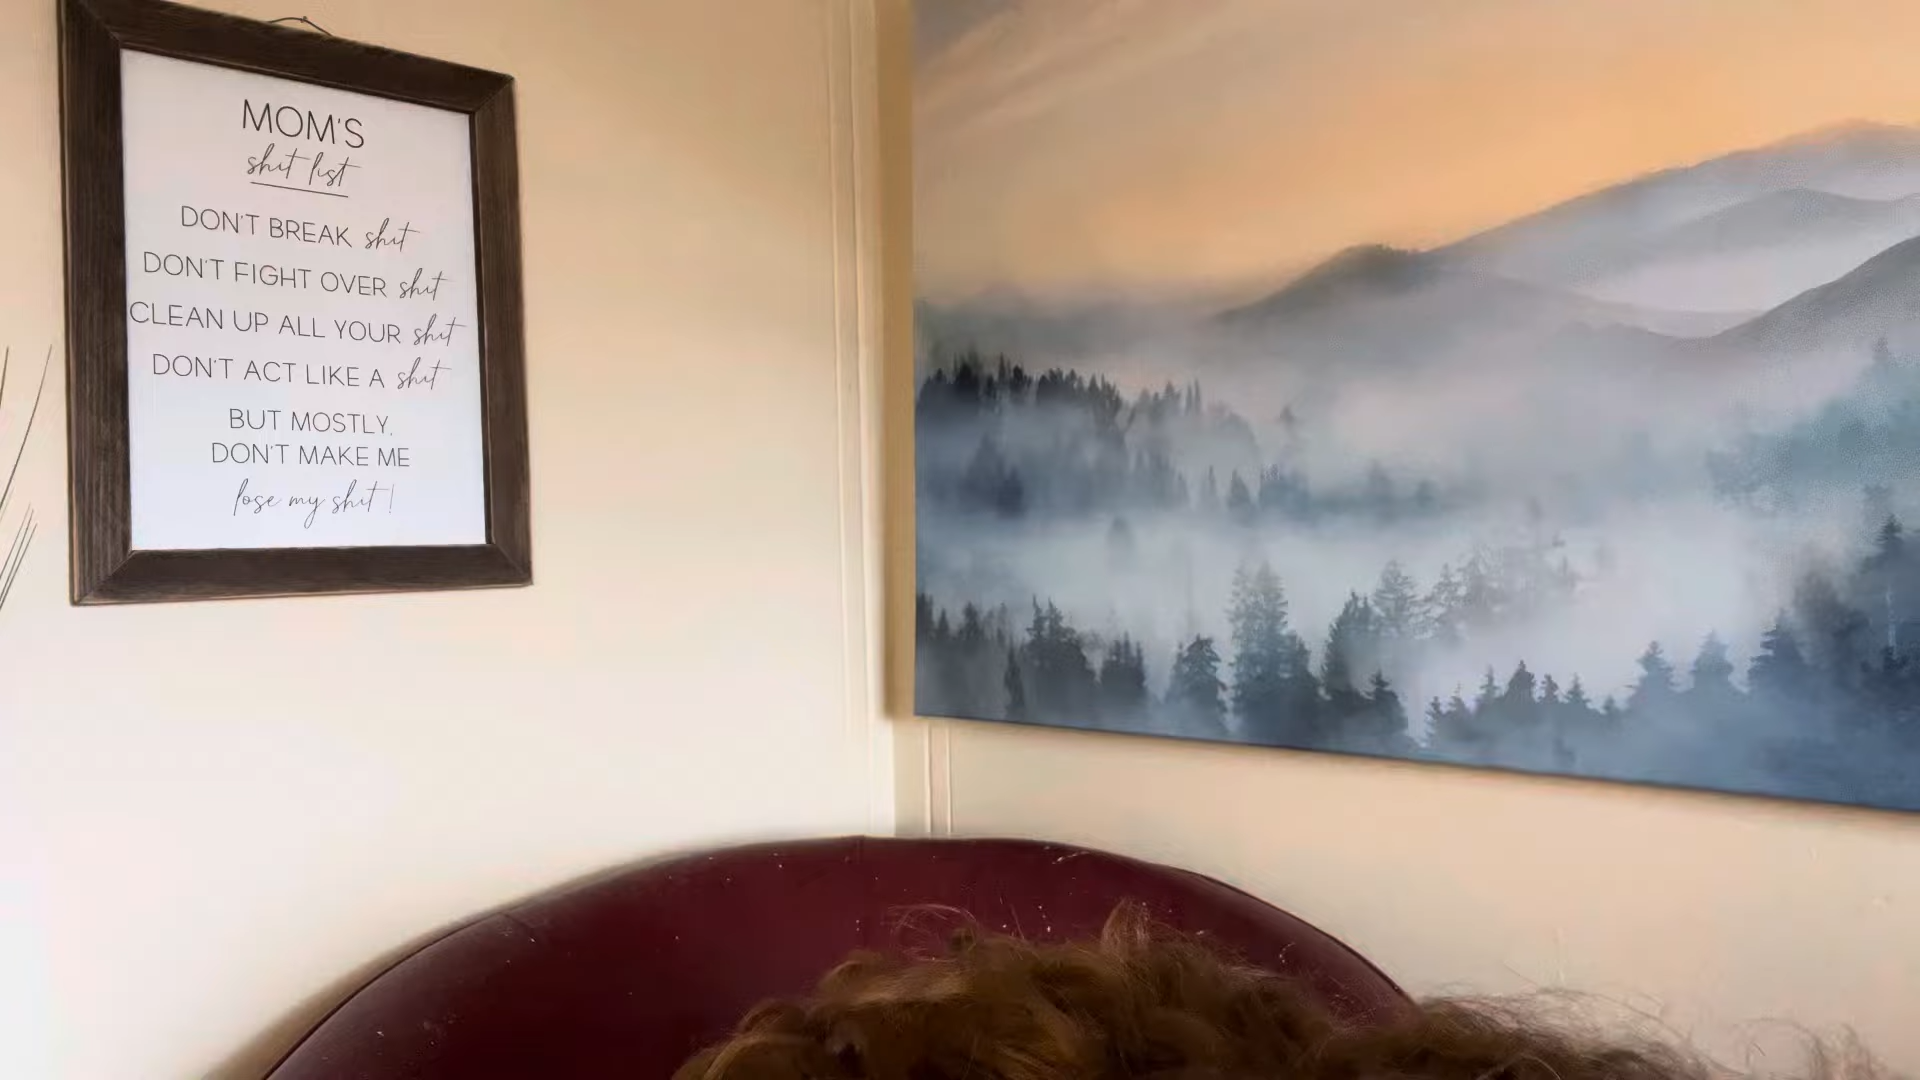 MOM'S
shit list
DON'T BREAK shit
DON'T FIGHT OVER shit
CLEAN UP ALL YOUR shit
DON'T ACT LIKE A shit
BUT MOSTLY,
DON'T MAKE ME
lose my shit!